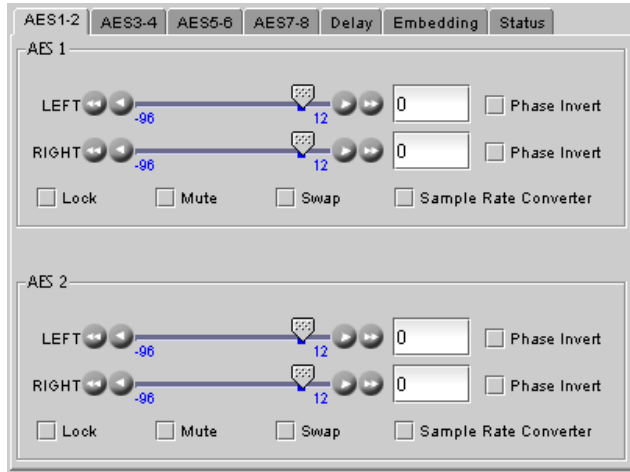 AES1-2 AES3-4 AES5-6 AES7-8 Delay Embedding Status
AES 1
LEFT -96 12 0 Phase Invert
RIGHT -96 12 0 Phase Invert
Lock Mute Swap Sample Rate Converter
AES 2
LEFT -96 12 0 Phase Invert
RIGHT -96 12 0 Phase Invert
Lock Mute Swap Sample Rate Converter